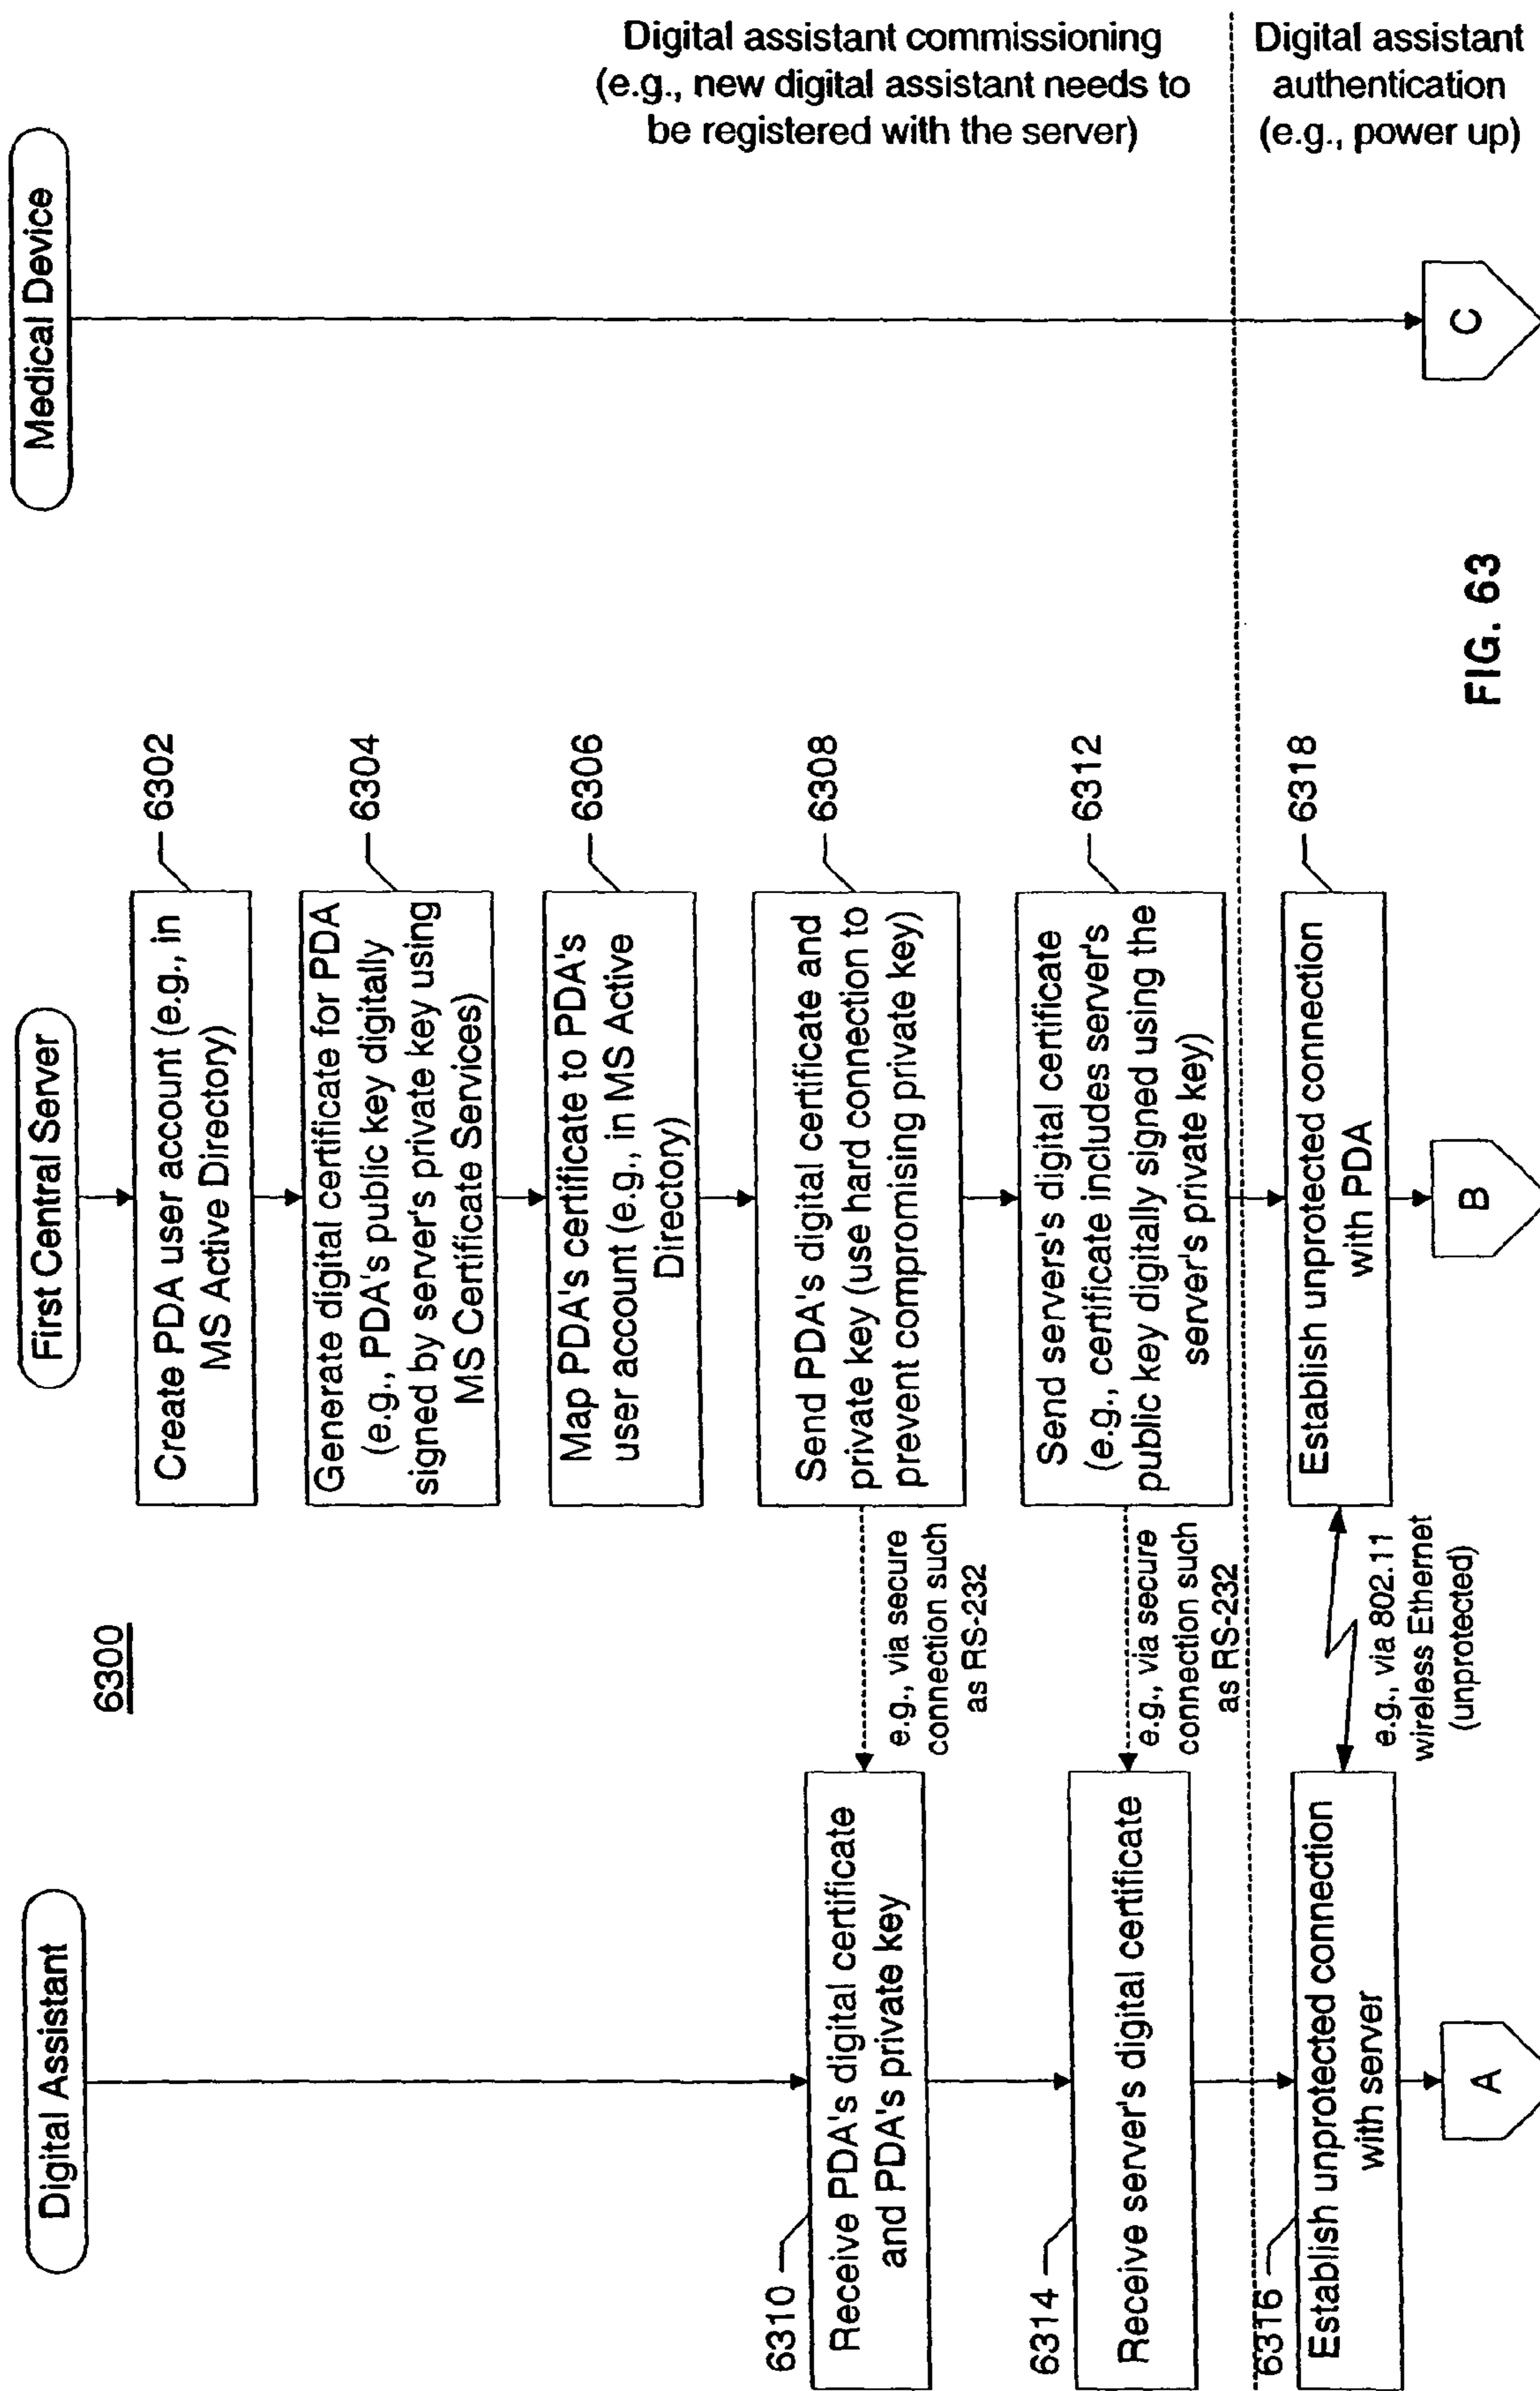 6300
Digital Assistant
First Central Server
Medical Device
Create PDA user account (e.g., in
MS Active Directory)
6302
Generate digital certificate for PDA
(e.g., PDA's public key digitally
signed by server's private key using
MS Certificate Services)
6304
Map PDA's certificate to PDA's
user account (e.g., in MS Active
Directory)
6306
Send PDA's digital certificate and
private key (use hard connection to
prevent compromising private key)
6308
e.g., via secure
connection such
as RS-232
6310
Receive PDA's digital certificate
and PDA's private key
Send servers's digital certificate
(e.g., certificate includes server's
public key digitally signed using the
server's private key)
6312
e.g., via secure
connection such
as RS-232
6314
Receive server's digital certificate
Digital assistant commissioning
(e.g., new digital assistant needs to
be registered with the server)
Digital assistant
authentication
(e.g., power up)
6316
Establish unprotected connection
with server
e.g., via 802.11
wireless Ethernet
(unprotected)
Establish unprotected connection
with PDA
6318
A
B
C
FIG. 63